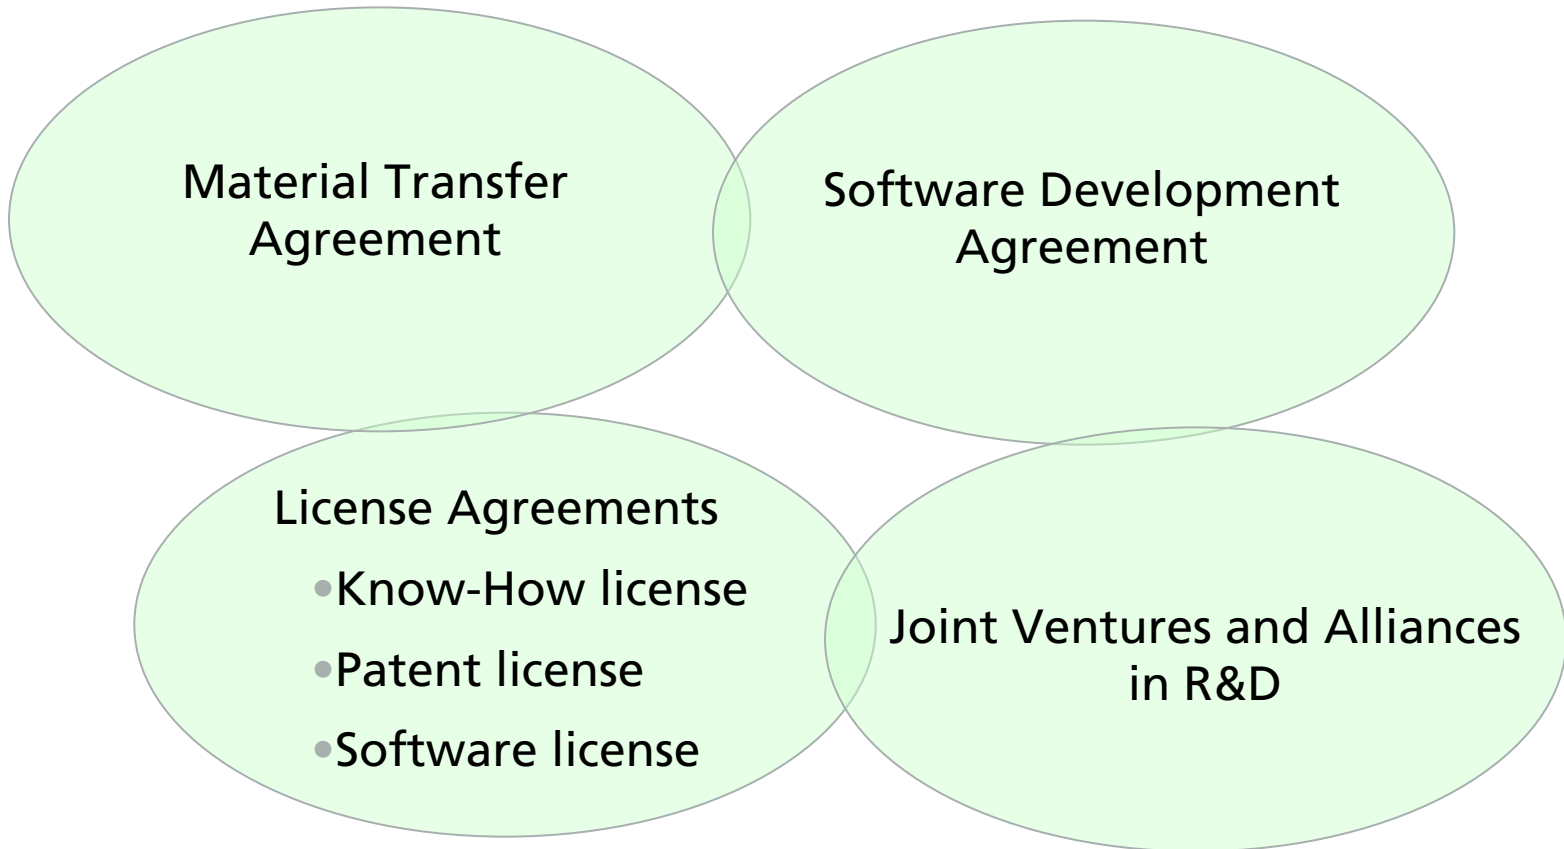 Material Transfer
Agreement
Software Development
Agreement
License Agreements
•Know-How license
•Patent license
•Software license
Joint Ventures and Alliances
in R&D